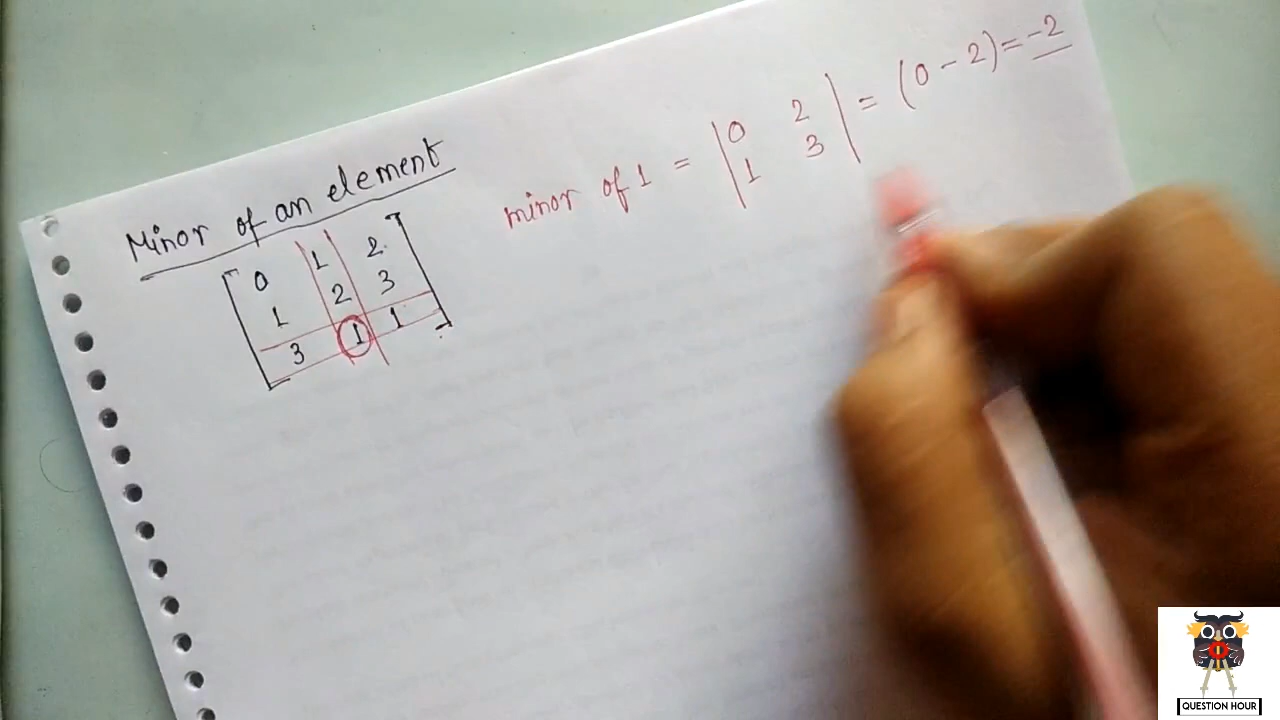 Minor of an element
0 1 2
1 2 3
3 1 1
minor of 1 = | 0 2 | = (0 - 2) = -2
| 1 3 |
QUESTION HOUR